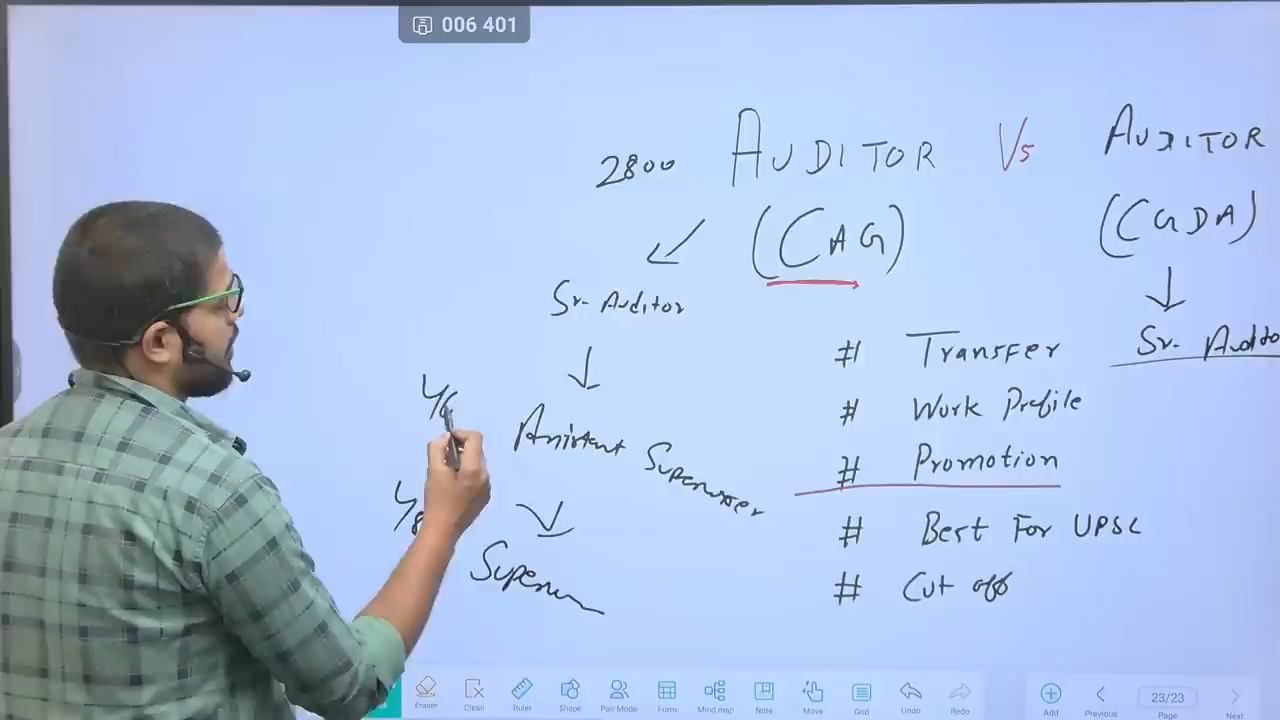 006 401
2800 AUDITOR Vs AUDITOR
(CAG) (CGDA)
Sr. Auditor
Sr. Audito
# Transfer
# Work Profile
Assistent Supervisor
# Promotion
# Best For UPSC
Superv
# Cut off
Eraser Clean Ruler Shape Pair Mode Form Mind map Note Move Grid Undo Redo Add Previous 23/23 Page Next